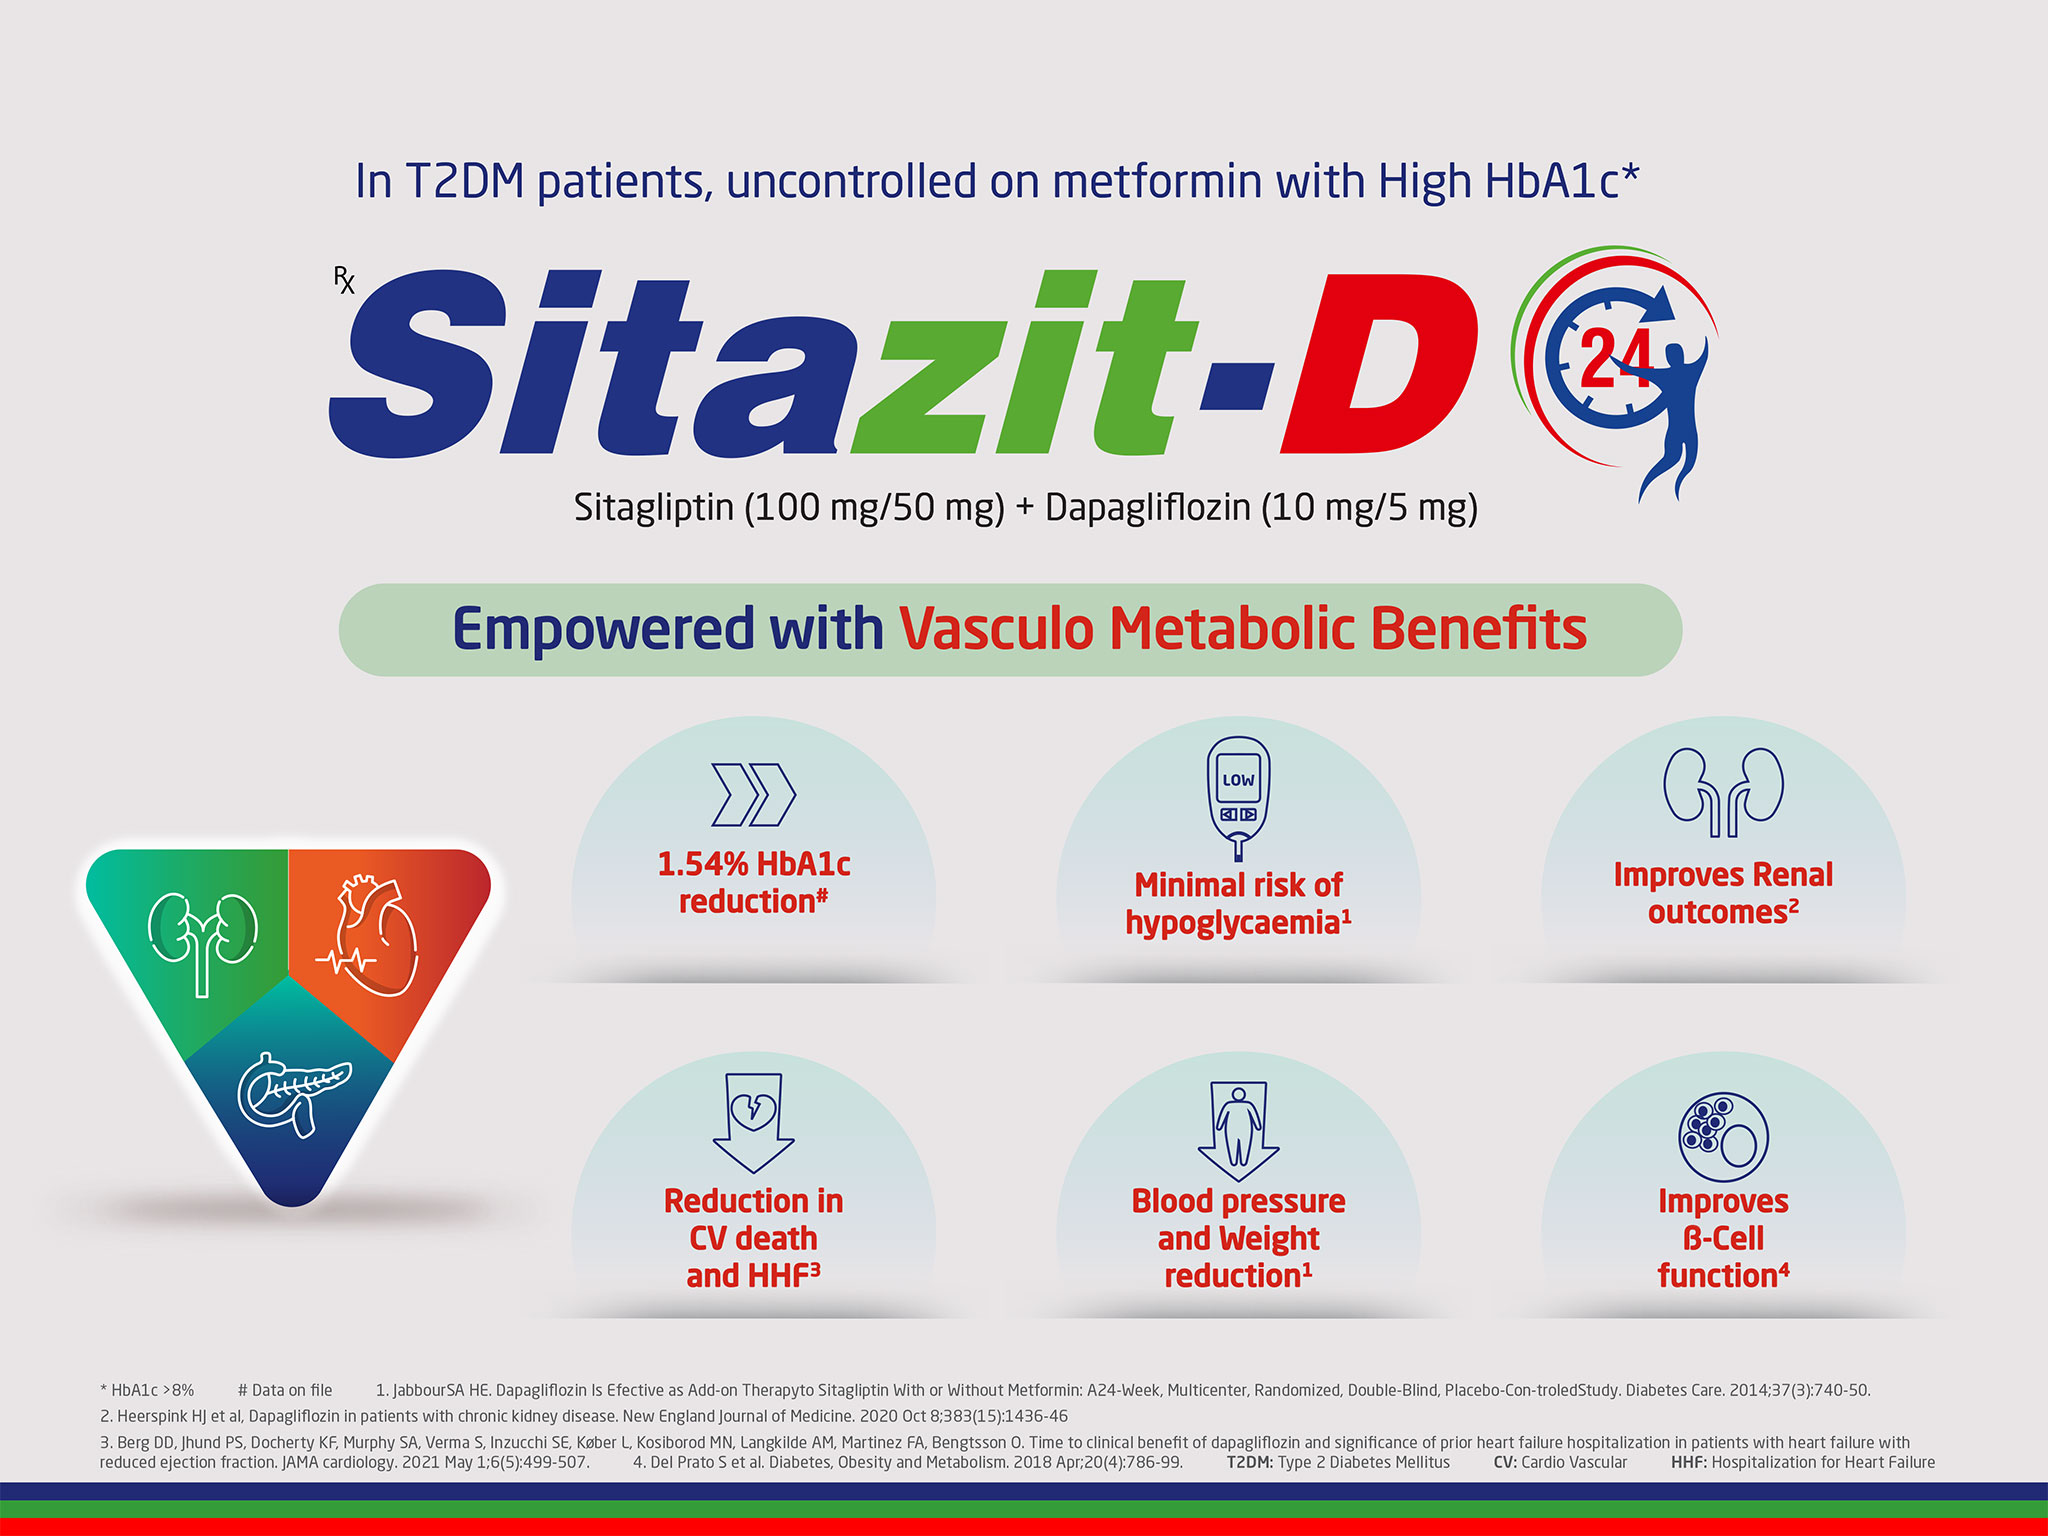 In T2DM patients, uncontrolled on metformin with High HbA1c*
Rx Sitazit-D 24
Sitagliptin (100 mg/50 mg) + Dapagliflozin (10 mg/5 mg)
Empowered with Vasculo Metabolic Benefits
1.54% HbA1c
reduction#
LOW
Minimal risk of
hypoglycaemia¹
Improves Renal
outcomes²
Reduction in
CV death
and HHF³
Blood pressure
and Weight
reduction¹
Improves
ß-Cell
function⁴
* HbA1c >8% # Data on file 1. JabbourSA HE. Dapagliflozin Is Efective as Add-on Therapyto Sitagliptin With or Without Metformin: A24-Week, Multicenter, Randomized, Double-Blind, Placebo-Con-troledStudy. Diabetes Care. 2014;37(3):740-50.
2. Heerspink HJ et al, Dapagliflozin in patients with chronic kidney disease. New England Journal of Medicine. 2020 Oct 8;383(15):1436-46
3. Berg DD, Jhund PS, Docherty KF, Murphy SA, Verma S, Inzucchi SE, Køber L, Kosiborod MN, Langkilde AM, Martinez FA, Bengtsson O. Time to clinical benefit of dapagliflozin and significance of prior heart failure hospitalization in patients with heart failure with
reduced ejection fraction. JAMA cardiology. 2021 May 1;6(5):499-507. 4. Del Prato S et al. Diabetes, Obesity and Metabolism. 2018 Apr;20(4):786-99. T2DM: Type 2 Diabetes Mellitus CV: Cardio Vascular HHF: Hospitalization for Heart Failure